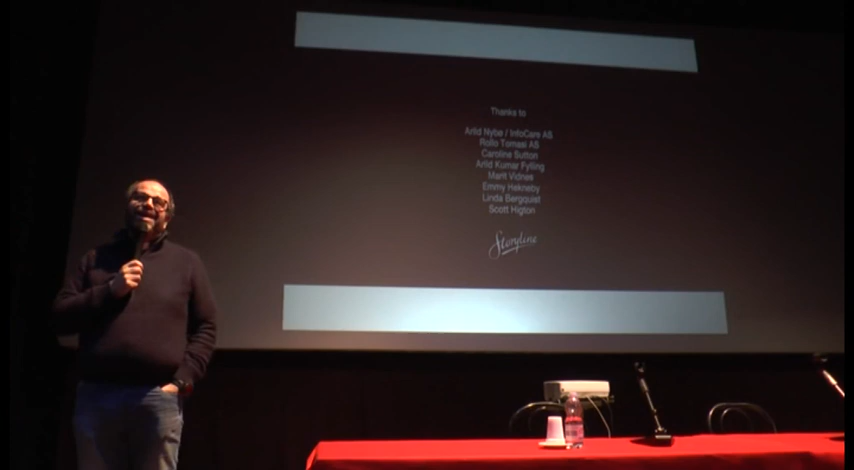 Thanks to
Arild Nybø / InfoCare AS
Rollo Tomasi AS
Caroline Sutton
Arild Kumar Fylling
Marit Vidnes
Emmy Hekneby
Linda Bergquist
Scott Higton
Storyline